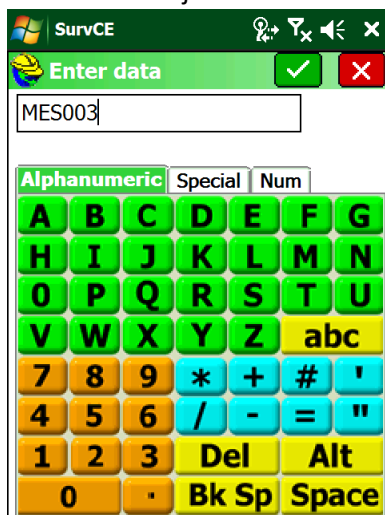 SurvCE
Enter data
MES003
Alphanumeric Special Num
A B C D E F G
H I J K L M N
O P Q R S T U
V W X Y Z abc
7 8 9 * + # '
4 5 6 / - = "
1 2 3 Del Alt
0 . Bk Sp Space